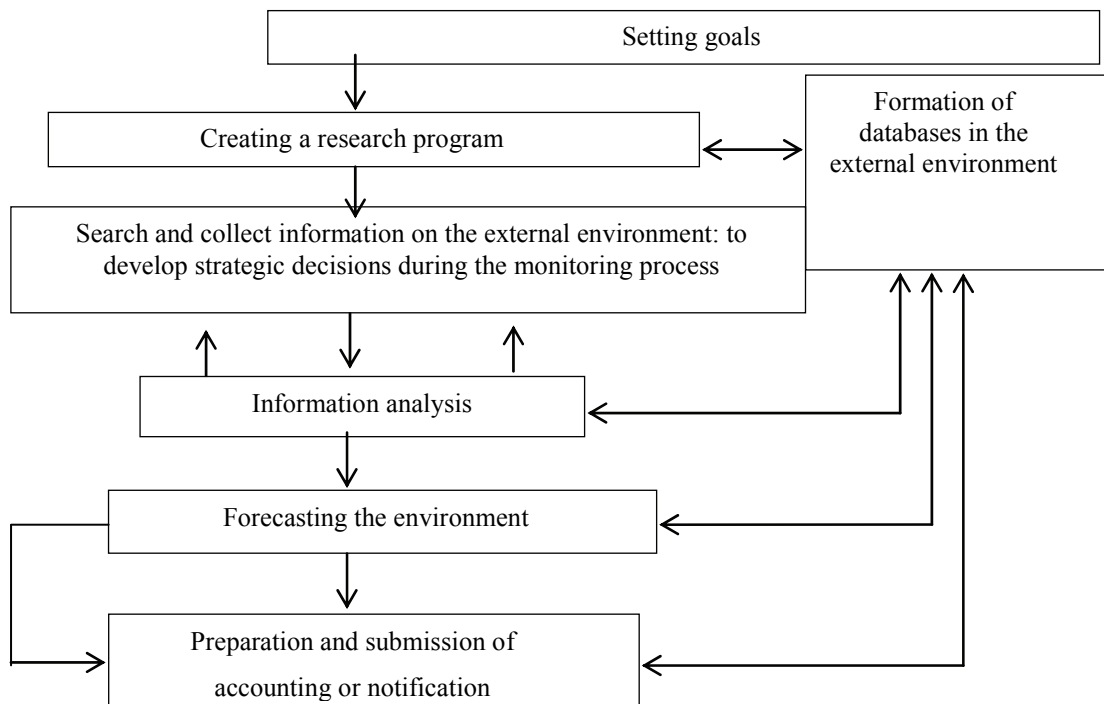 Setting goals
Formation of
databases in the
external environment
Creating a research program
Search and collect information on the external environment: to
develop strategic decisions during the monitoring process
Information analysis
Forecasting the environment
Preparation and submission of
accounting or notification